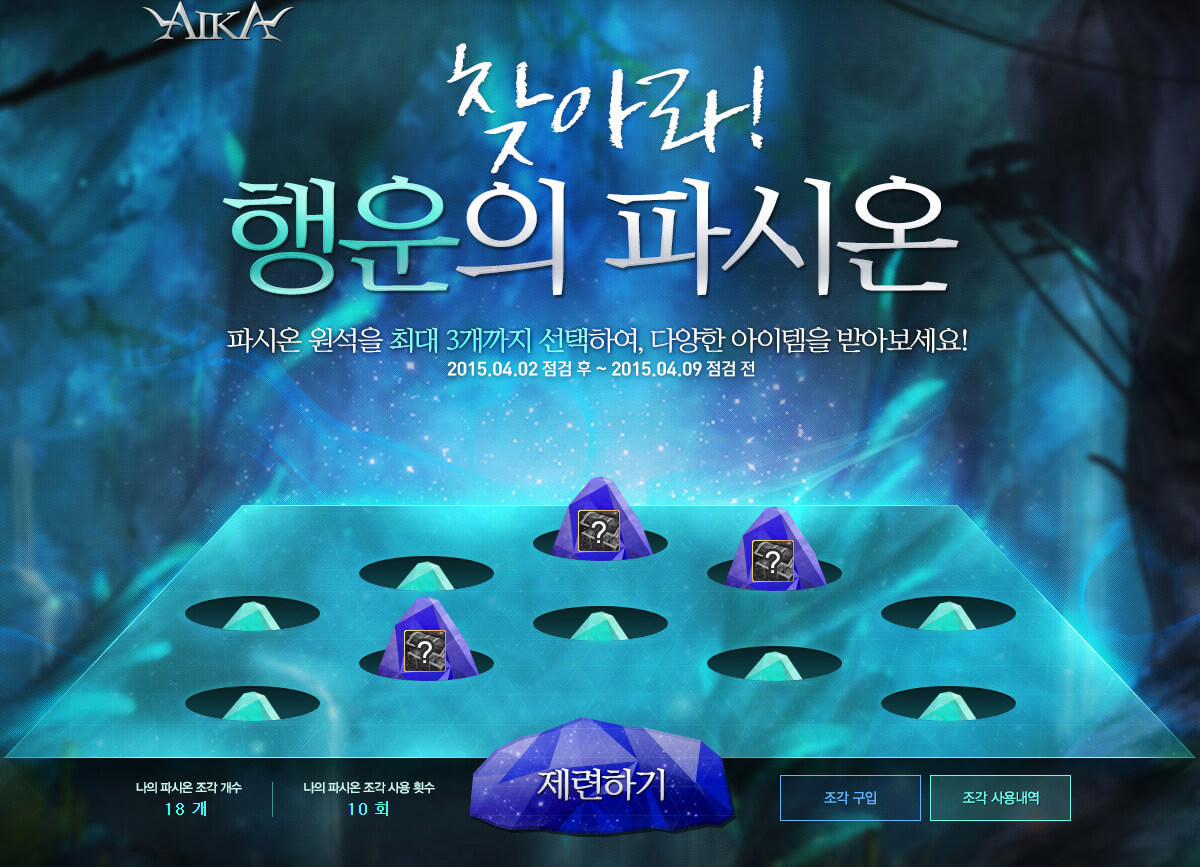 AIKA
찾아라!
행운의 파시온
파시온 원석을 최대 3개까지 선택하여, 다양한 아이템을 받아보세요!
2015.04.02 점검 후 ~ 2015.04.09 점검 전
?
?
?
제련하기
나의 파시온 조각 개수
18 개
나의 파시온 조각 사용 횟수
10 회
조각 구입
조각 사용내역